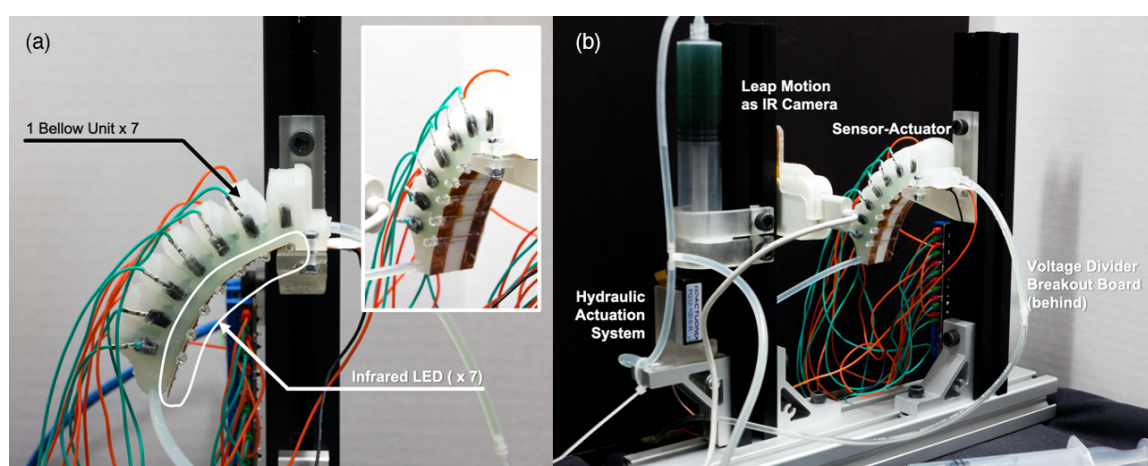 (a)
1 Bellow Unit x 7
Infrared LED ( x 7)
(b)
Leap Motion
as IR Camera
Sensor-Actuator
Hydraulic
Actuation
System
Voltage Divider
Breakout Board
(behind)